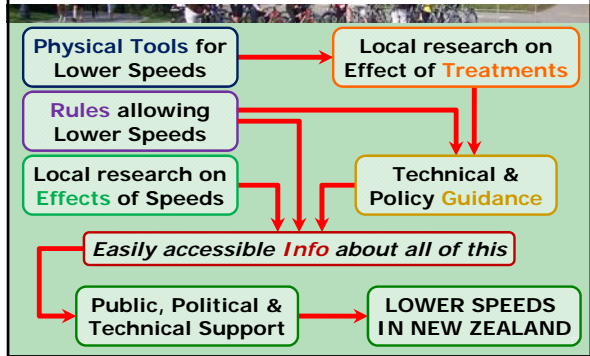 Physical Tools for
Lower Speeds
Local research on
Effect of Treatments
Rules allowing
Lower Speeds
Local research on
Effects of Speeds
Technical &
Policy Guidance
Easily accessible Info about all of this
Public, Political &
Technical Support
LOWER SPEEDS
IN NEW ZEALAND